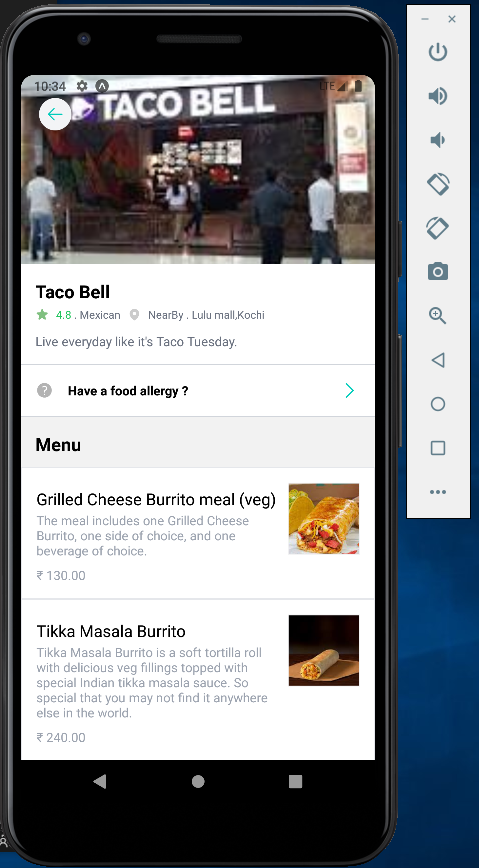 10:34
LTE
TACO BELL
Taco Bell
4.8 . Mexican NearBy . Lulu mall,Kochi
Live everyday like it's Taco Tuesday.
? Have a food allergy ?
Menu
Grilled Cheese Burrito meal (veg)
The meal includes one Grilled Cheese
Burrito, one side of choice, and one
beverage of choice.
₹ 130.00
Tikka Masala Burrito
Tikka Masala Burrito is a soft tortilla roll
with delicious veg fillings topped with
special Indian tikka masala sauce. So
special that you may not find it anywhere
else in the world.
₹ 240.00